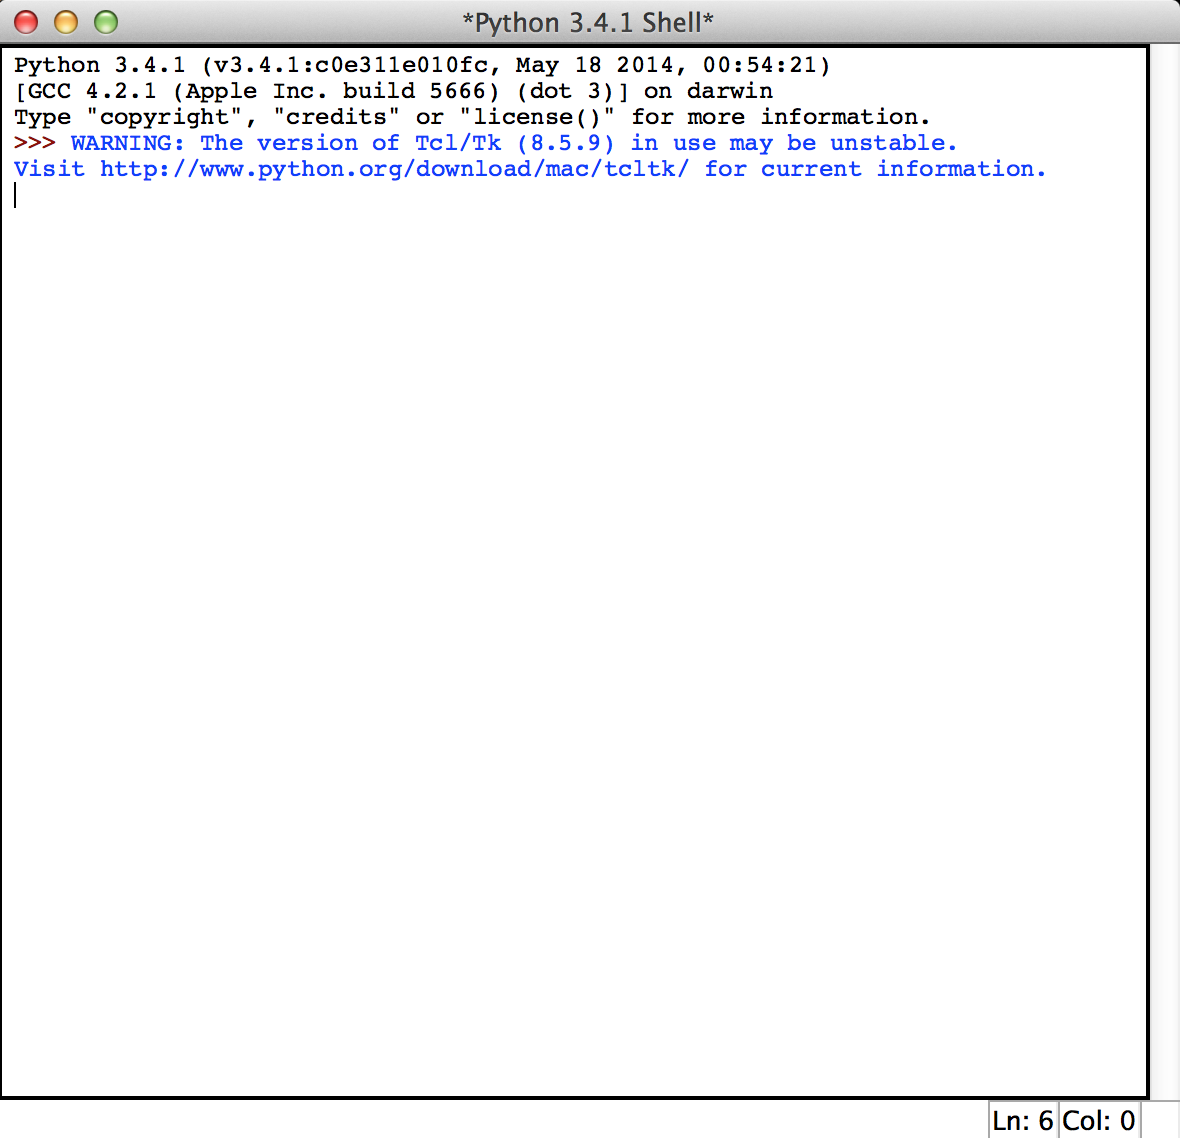 *Python 3.4.1 Shell*
Python 3.4.1 (v3.4.1:c0e311e010fc, May 18 2014, 00:54:21)
[GCC 4.2.1 (Apple Inc. build 5666) (dot 3)] on darwin
Type "copyright", "credits" or "license()" for more information.
>>> WARNING: The version of Tcl/Tk (8.5.9) in use may be unstable.
Visit http://www.python.org/download/mac/tcltk/ for current information.
Ln: 6 Col: 0